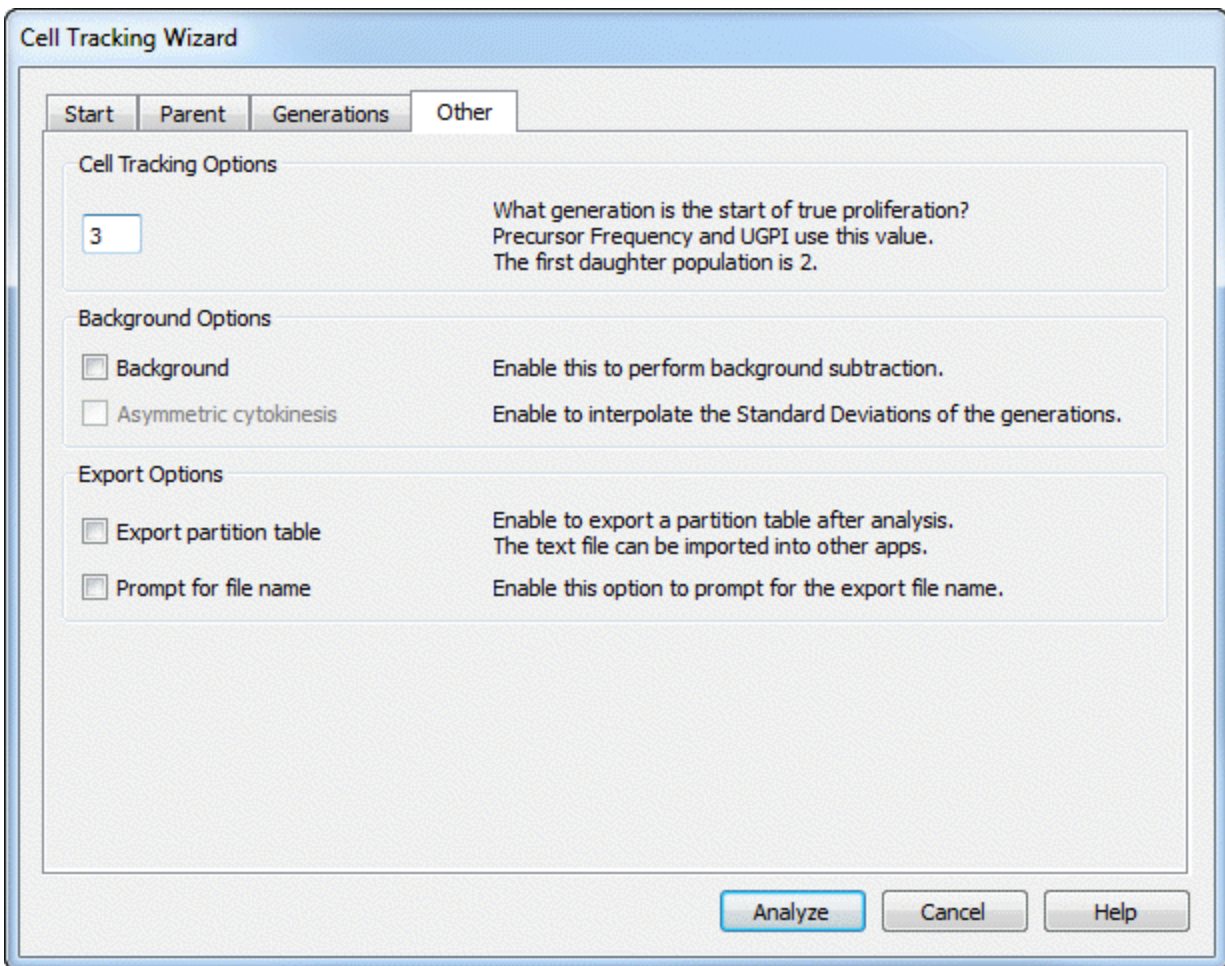 Cell Tracking Wizard
Start Parent Generations Other
Cell Tracking Options
3
What generation is the start of true proliferation?
Precursor Frequency and UGPI use this value.
The first daughter population is 2.
Background Options
Background Enable this to perform background subtraction.
Asymmetric cytokinesis Enable to interpolate the Standard Deviations of the generations.
Export Options
Export partition table
Enable to export a partition table after analysis.
The text file can be imported into other apps.
Prompt for file name Enable this option to prompt for the export file name.
Analyze Cancel Help